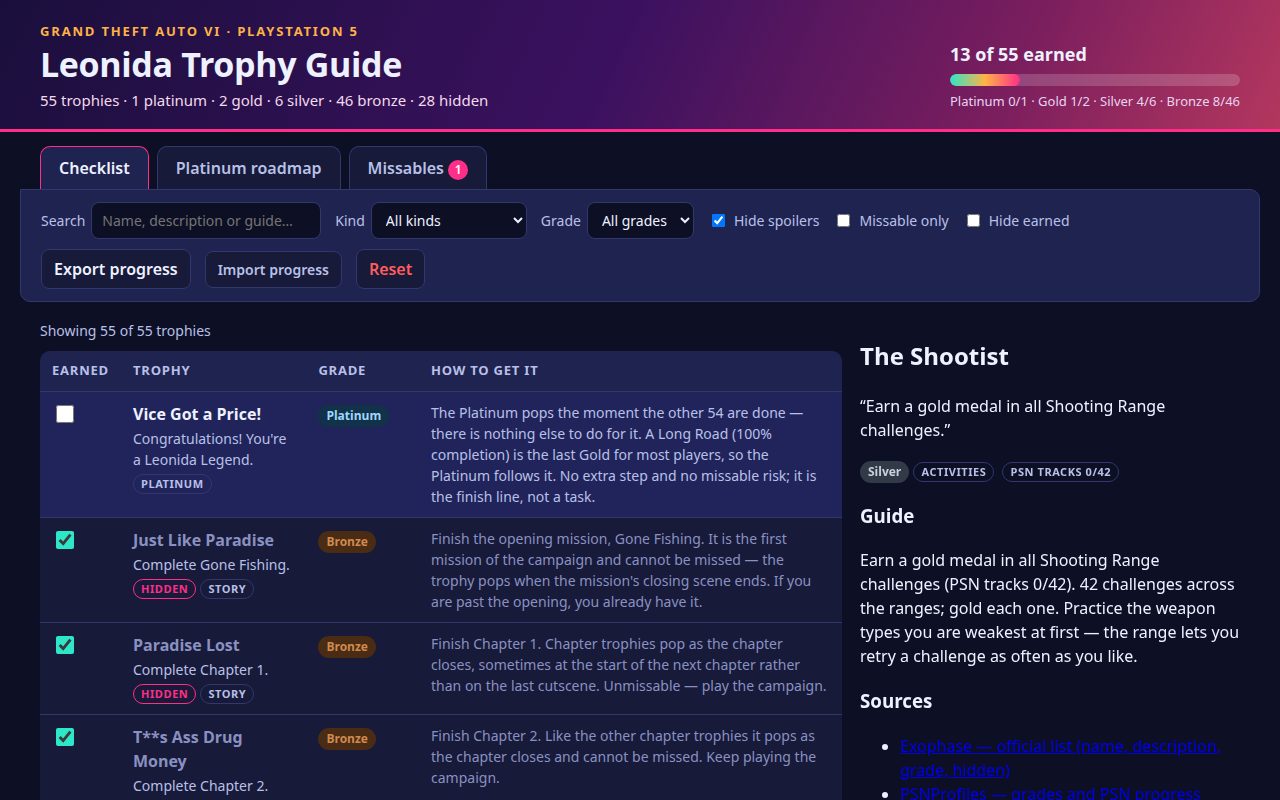 GRAND THEFT AUTO VI · PLAYSTATION 5
Leonida Trophy Guide
55 trophies · 1 platinum · 2 gold · 6 silver · 46 bronze · 28 hidden
13 of 55 earned
Platinum 0/1 · Gold 1/2 · Silver 4/6 · Bronze 8/46
Checklist
Platinum roadmap
Missables 1
Search Name, description or guide... Kind All kinds Grade All grades Hide spoilers Missable only Hide earned
Export progress Import progress Reset
Showing 55 of 55 trophies
EARNED TROPHY GRADE HOW TO GET IT
Vice Got a Price!
Congratulations! You're
a Leonida Legend.
PLATINUM
Platinum
The Platinum pops the moment the other 54 are done —
there is nothing else to do for it. A Long Road (100%
completion) is the last Gold for most players, so the
Platinum follows it. No extra step and no missable risk; it is
the finish line, not a task.
Just Like Paradise
Complete Gone Fishing.
HIDDEN STORY
Bronze
Finish the opening mission, Gone Fishing. It is the first
mission of the campaign and cannot be missed — the
trophy pops when the mission's closing scene ends. If you
are past the opening, you already have it.
Paradise Lost
Complete Chapter 1.
HIDDEN STORY
Bronze
Finish Chapter 1. Chapter trophies pop as the chapter
closes, sometimes at the start of the next chapter rather
than on the last cutscene. Unmissable — play the campaign.
T**s Ass Drug
Money
Complete Chapter 2.
Bronze
Finish Chapter 2. Like the other chapter trophies it pops as
the chapter closes and cannot be missed. Keep playing the
campaign.
The Shootist
“Earn a gold medal in all Shooting Range
challenges.”
Silver ACTIVITIES PSN TRACKS 0/42
Guide
Earn a gold medal in all Shooting Range
challenges (PSN tracks 0/42). 42 challenges across
the ranges; gold each one. Practice the weapon
types you are weakest at first — the range lets you
retry a challenge as often as you like.
Sources
Exophase — official list (name, description,
grade, hidden)
PSNProfiles — grades and PSN progress